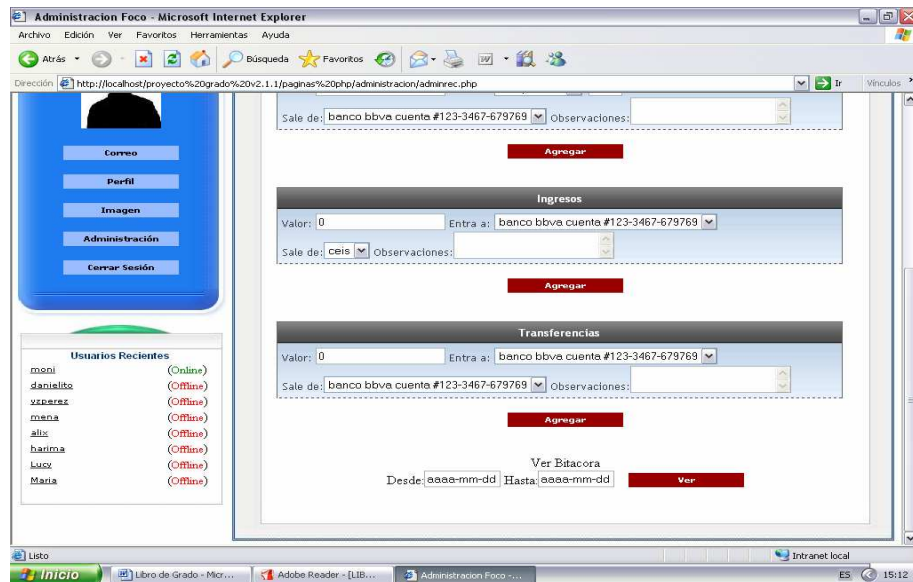 Administracion Foco - Microsoft Internet Explorer
Archivo Edición Ver Favoritos Herramientas Ayuda
Atrás Búsqueda Favoritos
Dirección http://localhost/proyecto%20grado%20v2.1.1/paginas%20php/administracion/adminrec.php Ir Vínculos
Correo
Perfil
Imagen
Administración
Cerrar Sesión
Usuarios Recientes
moni (Online)
danielito (Offline)
yzperez (Offline)
mena (Offline)
alix (Offline)
harima (Offline)
Lucy (Offline)
Maria (Offline)
Sale de: banco bbva cuenta #123-3467-679769 Observaciones:
Agregar
Ingresos
Valor: 0 Entra a: banco bbva cuenta #123-3467-679769
Sale de: ceis Observaciones:
Agregar
Transferencias
Valor: 0 Entra a: banco bbva cuenta #123-3467-679769
Sale de: banco bbva cuenta #123-3467-679769 Observaciones:
Agregar
Ver Bitacora
Desde: aaaa-mm-dd Hasta: aaaa-mm-dd Ver
Listo Intranet local
Inicio Libro de Grado - Micr... Adobe Reader - [LIB... Administracion Foco -... ES 15:12